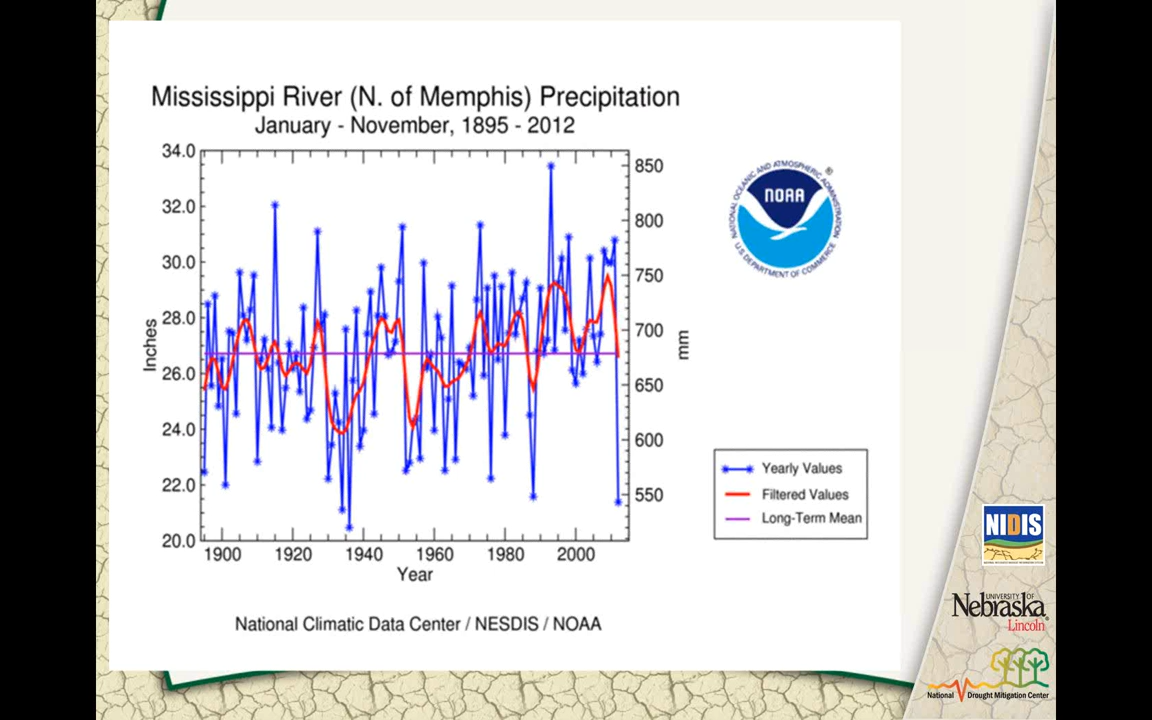 Mississippi River (N. of Memphis) Precipitation
January - November, 1895 - 2012
34.0
32.0
30.0
28.0
26.0
24.0
22.0
20.0
Inches
850
800
750
700
650
600
550
mm
1900 1920 1940 1960 1980 2000
Year
National Climatic Data Center / NESDIS / NOAA
NATIONAL OCEANIC AND ATMOSPHERIC ADMINISTRATION
NOAA
U.S. DEPARTMENT OF COMMERCE
®
Yearly Values
Filtered Values
Long-Term Mean
NIDIS
UNIVERSITY OF
Nebraska
Lincoln
National Drought Mitigation Center